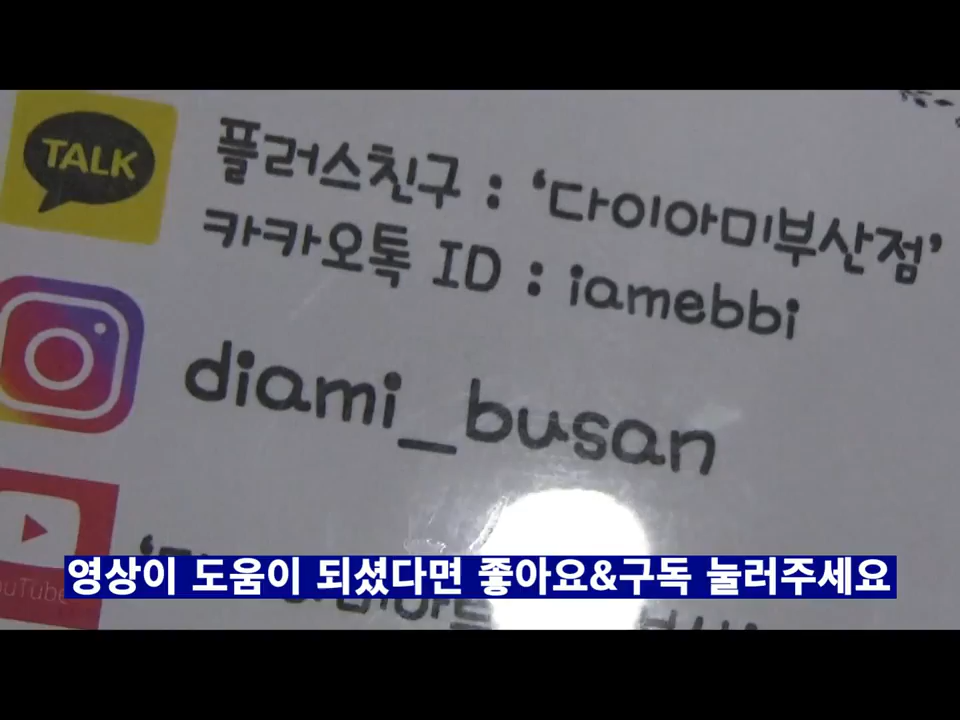 TALK
플러스친구 : '다이아미부산점'
카카오톡 ID : iamebbi
diami_busan
영상이 도움이 되셨다면 좋아요&구독 눌러주세요